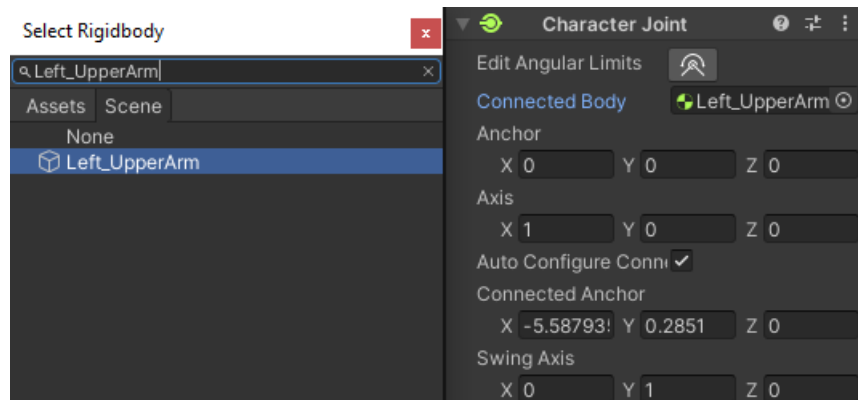 Select Rigidbody
x
Left_UpperArm
Assets Scene
None
Left_UpperArm
Character Joint
Edit Angular Limits
Connected Body Left_UpperArm
Anchor
X 0 Y 0 Z 0
Axis
X 1 Y 0 Z 0
Auto Configure Conn
Connected Anchor
X -5.58793 Y 0.2851 Z 0
Swing Axis
X 0 Y 1 Z 0